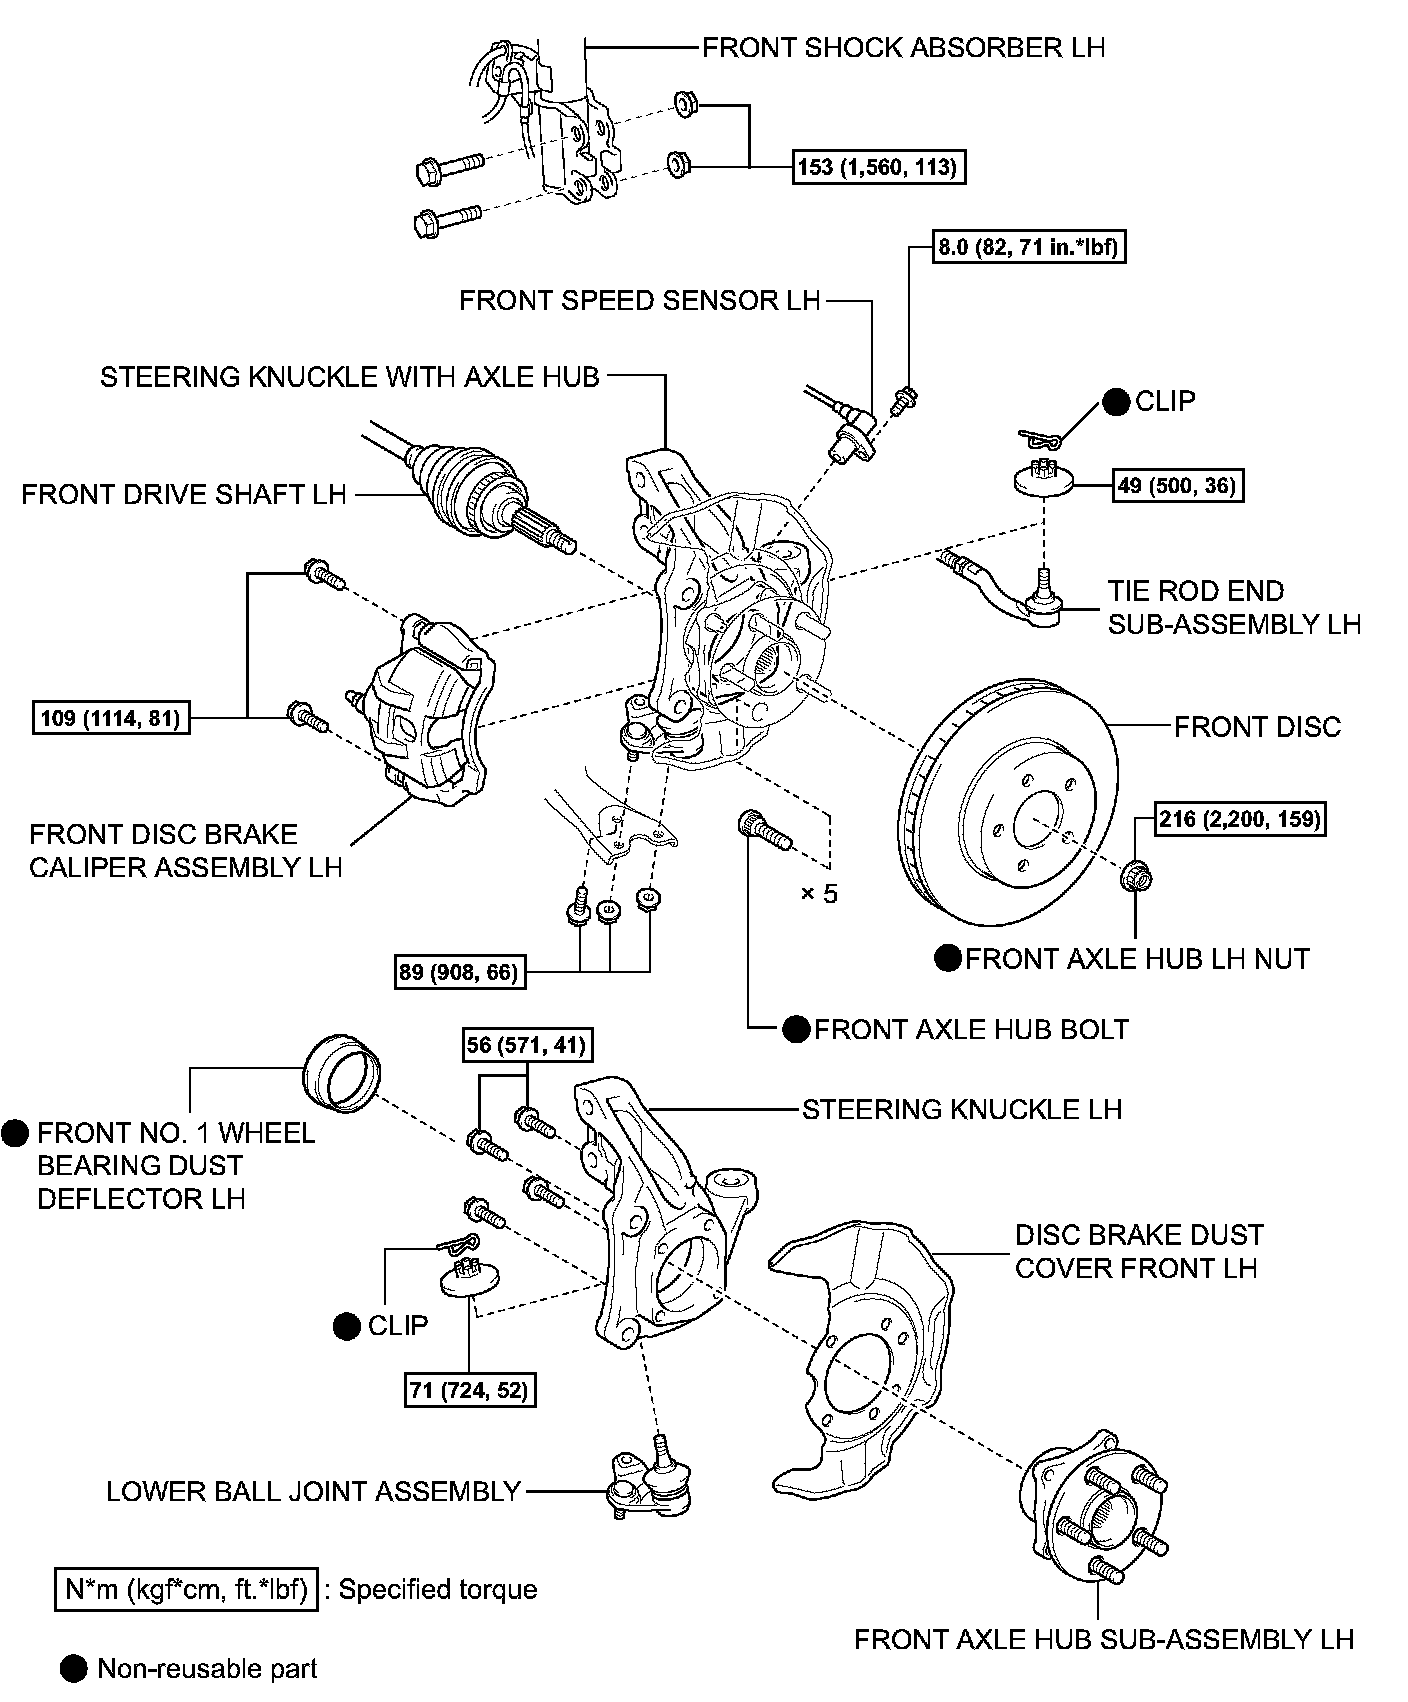 FRONT SHOCK ABSORBER LH
153 (1,560, 113)
8.0 (82, 71 in.*lbf)
FRONT SPEED SENSOR LH
STEERING KNUCKLE WITH AXLE HUB
CLIP
FRONT DRIVE SHAFT LH
49 (500, 36)
TIE ROD END
SUB-ASSEMBLY LH
109 (1114, 81)
FRONT DISC
FRONT DISC BRAKE
CALIPER ASSEMBLY LH
216 (2,200, 159)
× 5
FRONT AXLE HUB LH NUT
89 (908, 66)
FRONT AXLE HUB BOLT
56 (571, 41)
STEERING KNUCKLE LH
FRONT NO. 1 WHEEL
BEARING DUST
DEFLECTOR LH
DISC BRAKE DUST
COVER FRONT LH
CLIP
71 (724, 52)
LOWER BALL JOINT ASSEMBLY
N*m (kgf*cm, ft.*lbf) : Specified torque
FRONT AXLE HUB SUB-ASSEMBLY LH
Non-reusable part